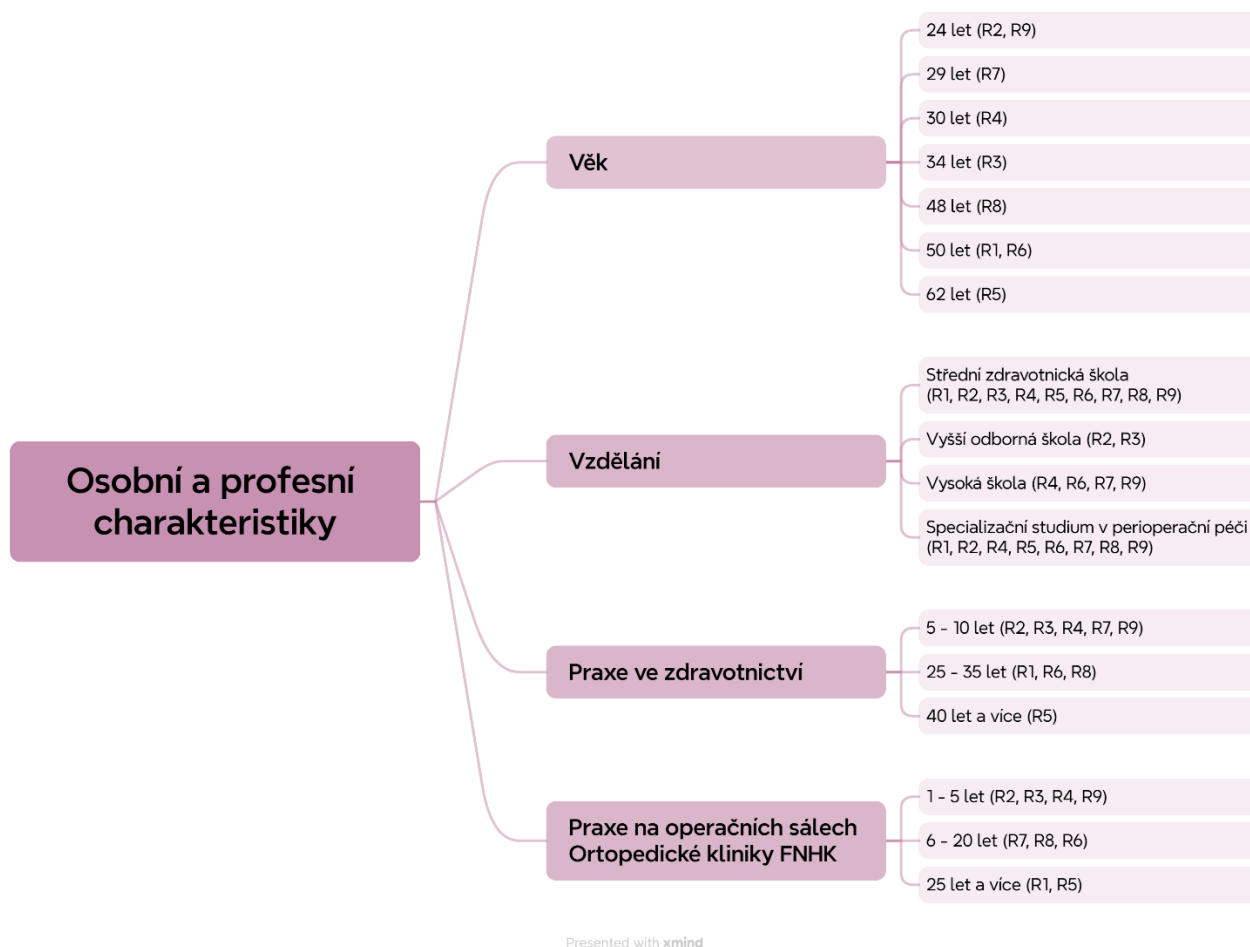 Osobní a profesní
charakteristiky
Věk
24 let (R2, R9)
29 let (R7)
30 let (R4)
34 let (R3)
48 let (R8)
50 let (R1, R6)
62 let (R5)
Vzdělání
Střední zdravotnická škola
(R1, R2, R3, R4, R5, R6, R7, R8, R9)
Vyšší odborná škola (R2, R3)
Vysoká škola (R4, R6, R7, R9)
Specializační studium v perioperační péči
(R1, R2, R4, R5, R6, R7, R8, R9)
Praxe ve zdravotnictví
5 - 10 let (R2, R3, R4, R7, R9)
25 - 35 let (R1, R6, R8)
40 let a více (R5)
Praxe na operačních sálech
Ortopedické kliniky FNHK
1 - 5 let (R2, R3, R4, R9)
6 - 20 let (R7, R8, R6)
25 let a více (R1, R5)
Presented with xmind